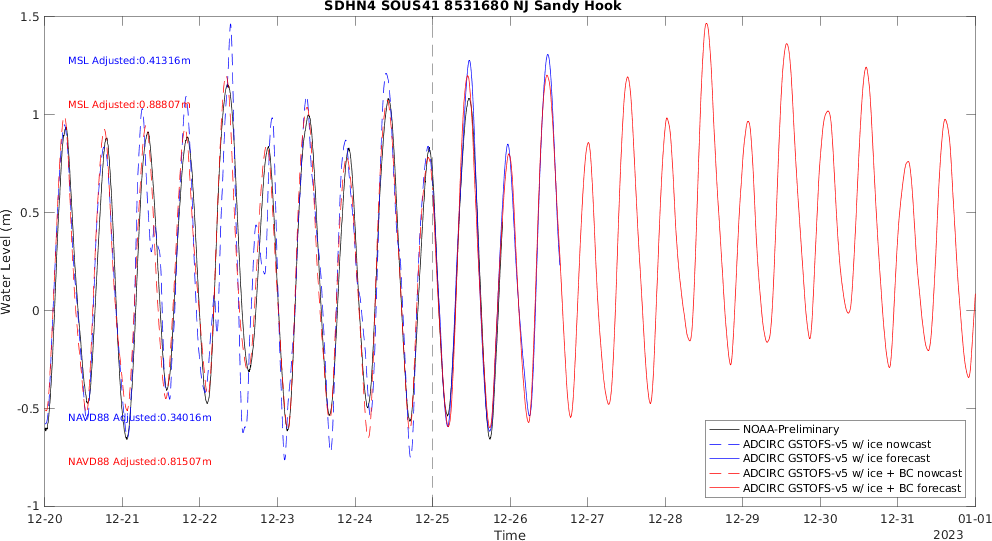 SDHN4 SOUS41 8531680 NJ Sandy Hook
Water Level (m)
1.5
1
0.5
0
-0.5
-1
MSL Adjusted:0.41316m
MSL Adjusted:0.88807m
NAVD88 Adjusted:0.34016m
NAVD88 Adjusted:0.81507m
NOAA-Preliminary
ADCIRC GSTOFS-v5 w/ ice nowcast
ADCIRC GSTOFS-v5 w/ ice forecast
ADCIRC GSTOFS-v5 w/ ice + BC nowcast
ADCIRC GSTOFS-v5 w/ ice + BC forecast
12-20 12-21 12-22 12-23 12-24 12-25 12-26 12-27 12-28 12-29 12-30 12-31 01-01
Time
2023